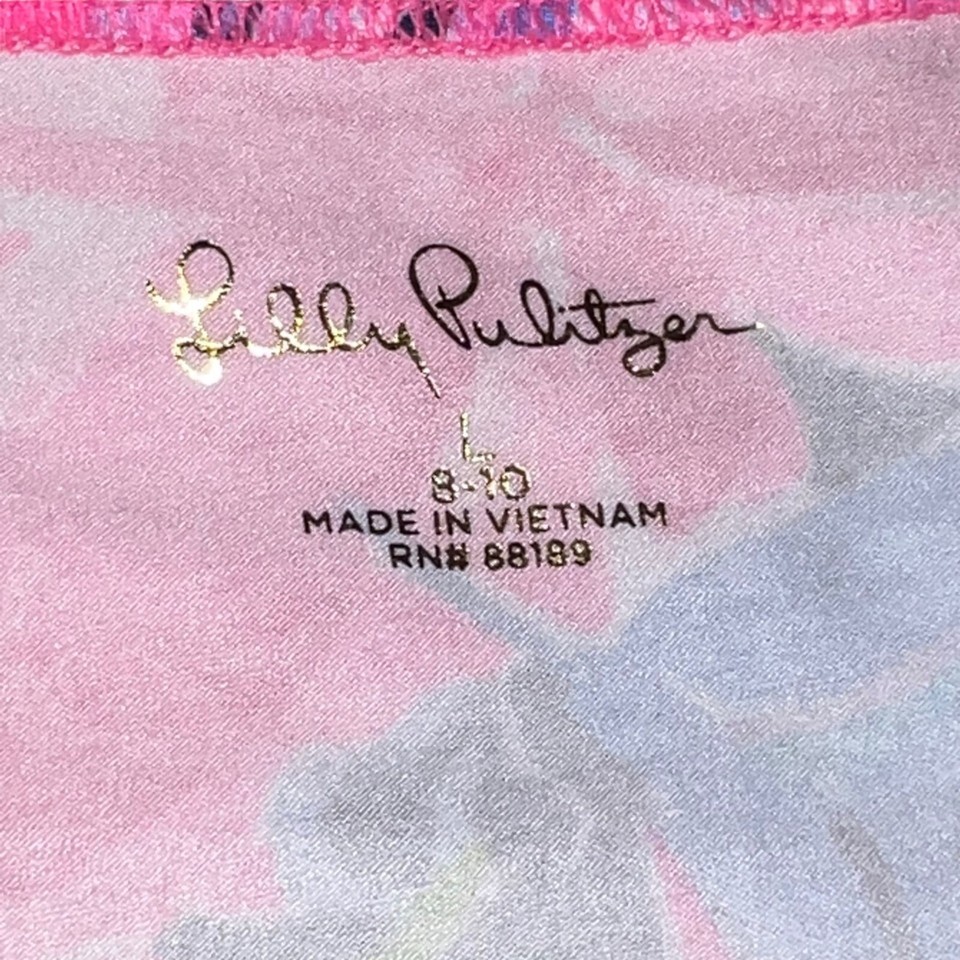 Lilly Pulitzer
L
8-10
MADE IN VIETNAM
RN# 88189